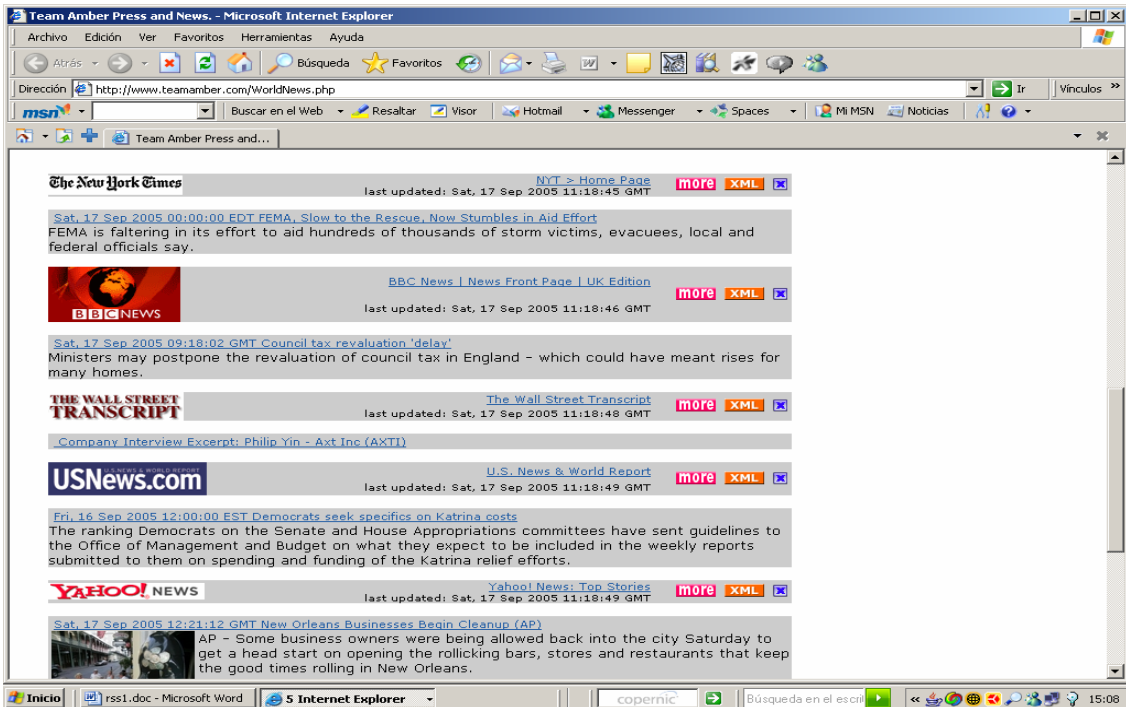 Team Amber Press and News. - Microsoft Internet Explorer
Archivo Edición Ver Favoritos Herramientas Ayuda
Atrás Búsqueda Favoritos
Dirección http://www.teamamber.com/WorldNews.php Ir Vínculos »
msn Buscar en el Web Resaltar Visor Hotmail Messenger Spaces Mi MSN Noticias
Team Amber Press and...
The New York Times NYT > Home Page more XML
last updated: Sat, 17 Sep 2005 11:18:45 GMT
Sat, 17 Sep 2005 00:00:00 EDT FEMA, Slow to the Rescue, Now Stumbles in Aid Effort
FEMA is faltering in its effort to aid hundreds of thousands of storm victims, evacuees, local and
federal officials say.
BBC NEWS BBC News | News Front Page | UK Edition more XML
last updated: Sat, 17 Sep 2005 11:18:46 GMT
Sat, 17 Sep 2005 09:18:02 GMT Council tax revaluation 'delay'
Ministers may postpone the revaluation of council tax in England – which could have meant rises for
many homes.
THE WALL STREET TRANSCRIPT The Wall Street Transcript more XML
last updated: Sat, 17 Sep 2005 11:18:48 GMT
Company Interview Excerpt: Philip Yin - Axt Inc (AXTI)
U.S.NEWS & WORLD REPORT
USNews.com U.S. News & World Report more XML
last updated: Sat, 17 Sep 2005 11:18:49 GMT
Fri, 16 Sep 2005 12:00:00 EST Democrats seek specifics on Katrina costs
The ranking Democrats on the Senate and House Appropriations committees have sent guidelines to
the Office of Management and Budget on what they expect to be included in the weekly reports
submitted to them on spending and funding of the Katrina relief efforts.
YAHOO! NEWS Yahoo! News: Top Stories more XML
last updated: Sat, 17 Sep 2005 11:18:49 GMT
Sat, 17 Sep 2005 12:21:12 GMT New Orleans Businesses Begin Cleanup (AP)
AP – Some business owners were being allowed back into the city Saturday to
get a head start on opening the rollicking bars, stores and restaurants that keep
the good times rolling in New Orleans.
Inicio rss1.doc - Microsoft Word 5 Internet Explorer copernic Búsqueda en el escri « 15:08